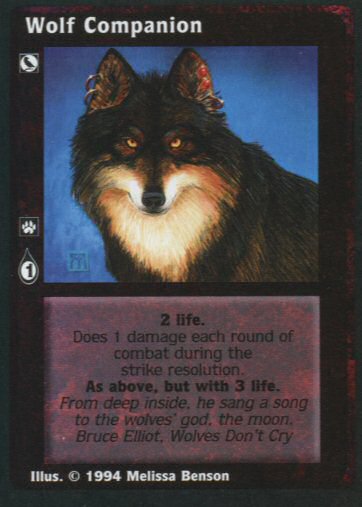 Wolf Companion
1
2 life.
Does 1 damage each round of
combat during the
strike resolution.
As above, but with 3 life.
From deep inside, he sang a song
to the wolves' god, the moon.
Bruce Elliot, Wolves Don't Cry
Illus. © 1994 Melissa Benson